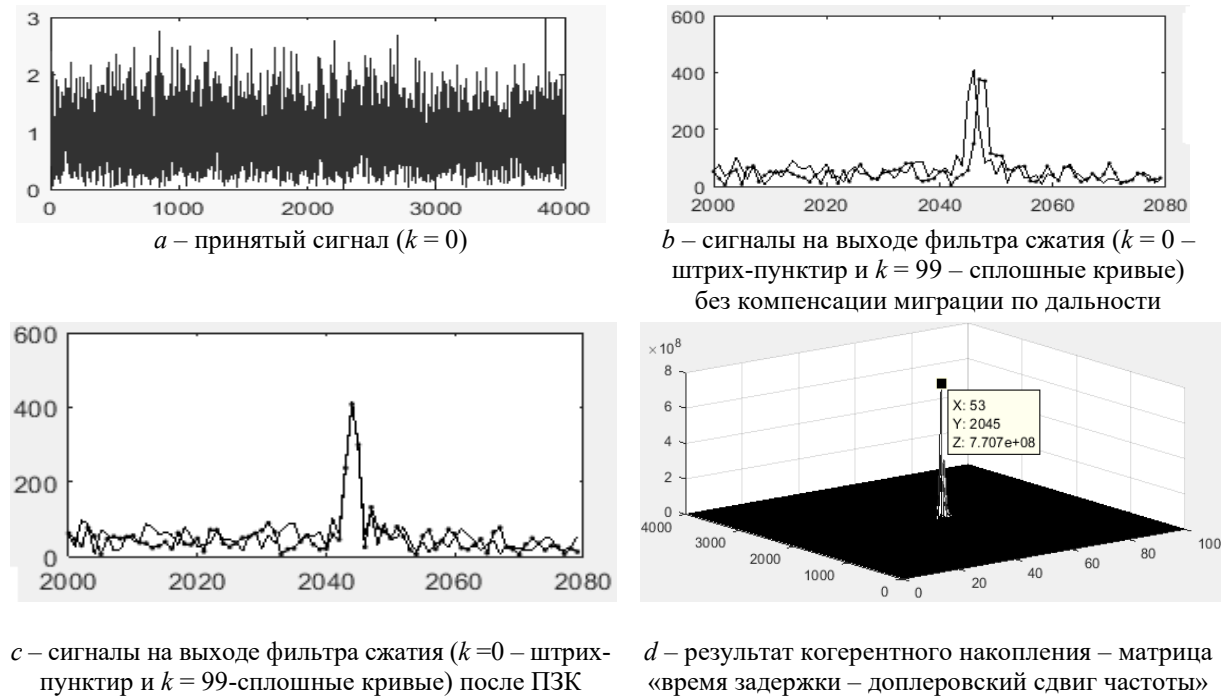 3
2
1
0
0 1000 2000 3000 4000
a – принятый сигнал (k = 0)
600
400
200
0
2000 2020 2040 2060 2080
b – сигналы на выходе фильтра сжатия (k = 0 –
штрих-пунктир и k = 99 – сплошные кривые)
без компенсации миграции по дальности
600
400
200
0
2000 2020 2040 2060 2080
c – сигналы на выходе фильтра сжатия (k =0 – штрих-
пунктир и k = 99-сплошные кривые) после ПЗК
×10⁸
8
6
4
2
0
X: 53
Y: 2045
Z: 7.707e+08
4000
3000
2000
1000
0
0 20 40 60 80 100
d – результат когерентного накопления – матрица
«время задержки – доплеровский сдвиг частоты»